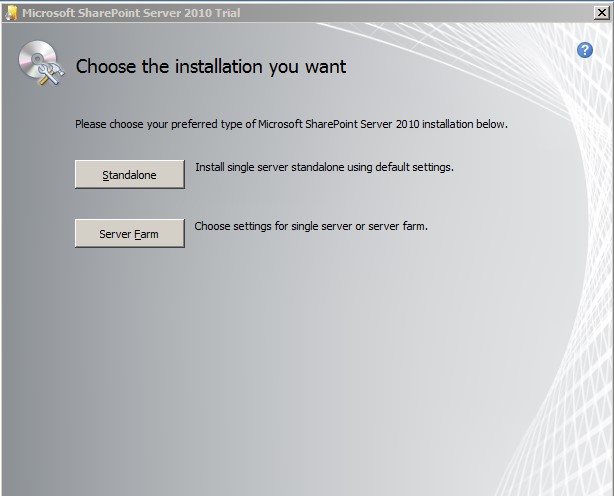 Microsoft SharePoint Server 2010 Trial
Choose the installation you want
Please choose your preferred type of Microsoft SharePoint Server 2010 installation below.
Standalone Install single server standalone using default settings.
Server Farm Choose settings for single server or server farm.